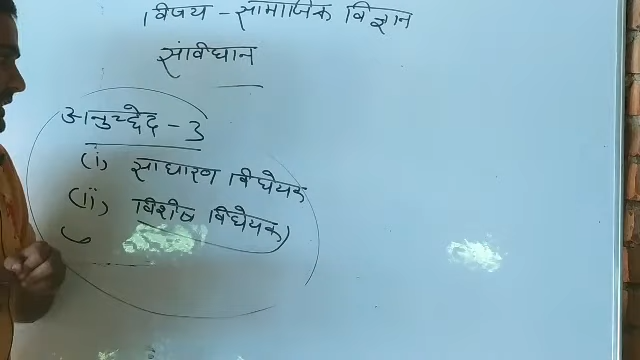 विषय - सामाजिक विज्ञान
संविधान
अनुच्छेद - 3
(i) साधारण विधेयक
(ii) विशेष विधेयक